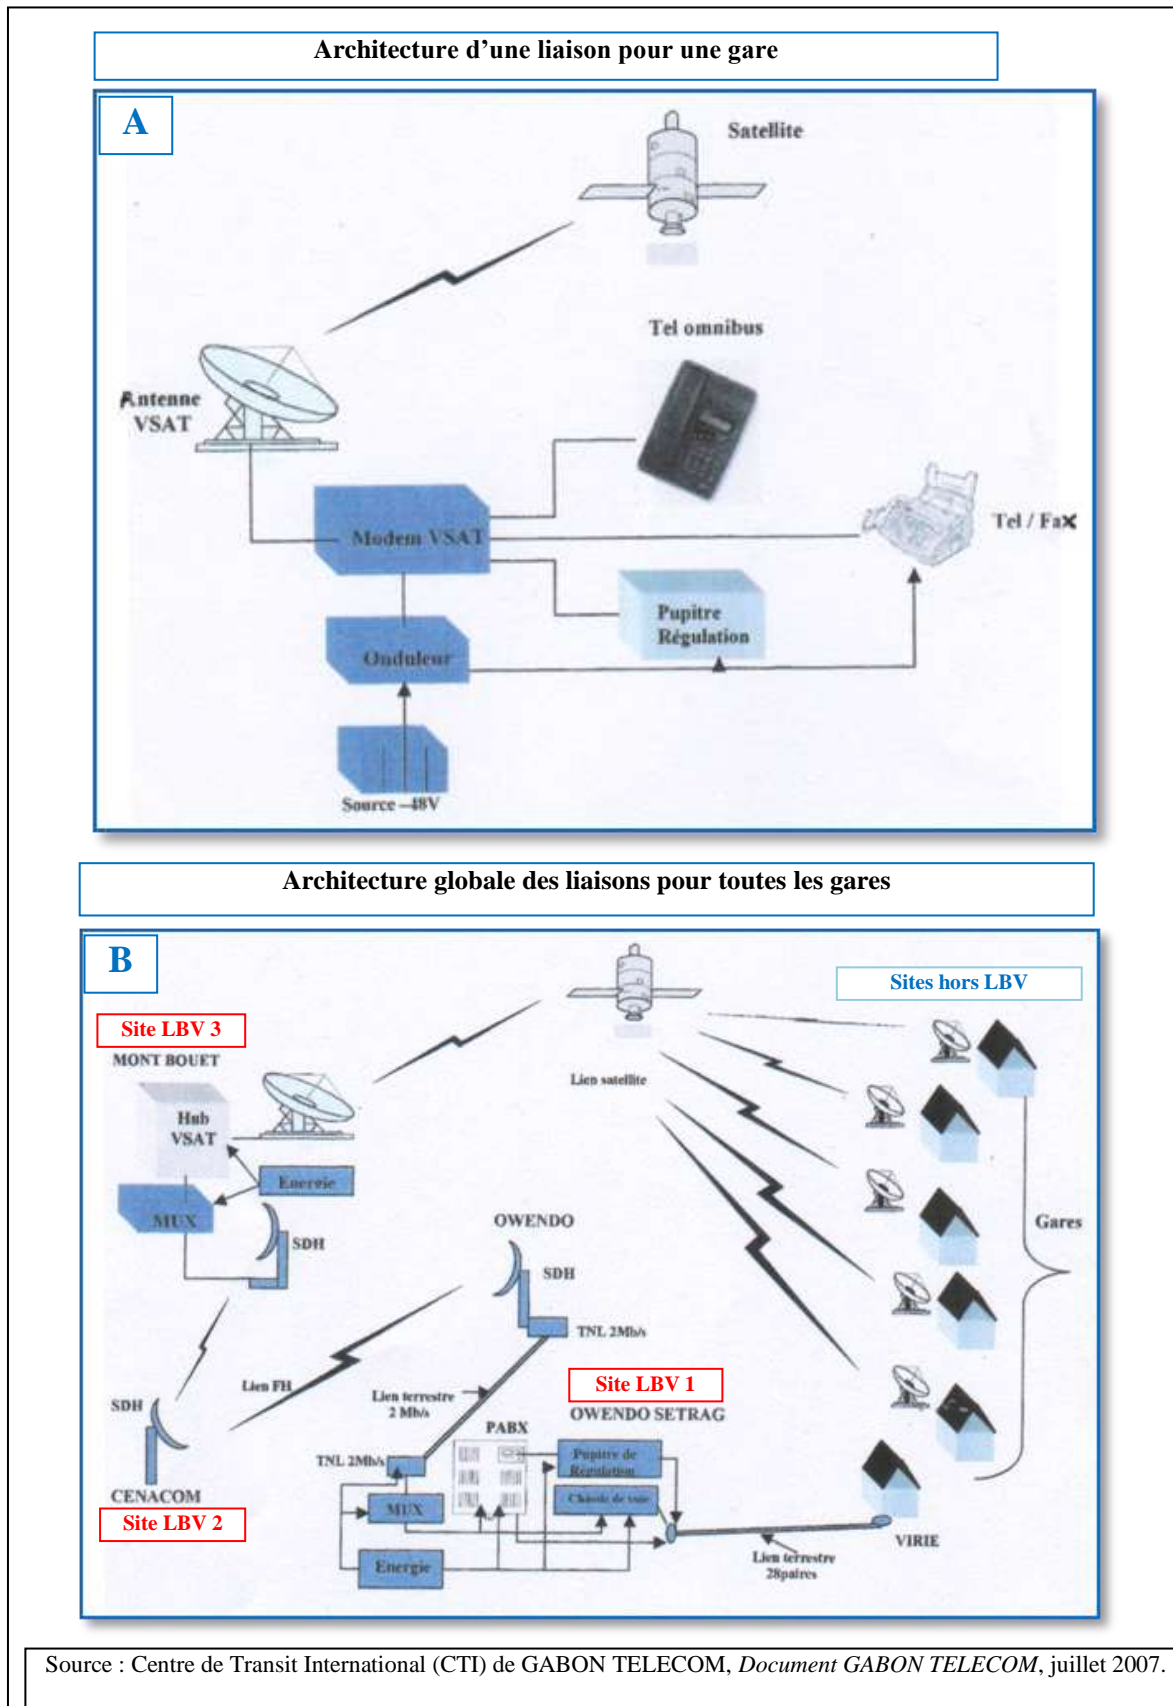 Architecture d'une liaison pour une gare
A
Satellite
Tel omnibus
Antenne
VSAT
Modem VSAT
Tel / Fax
Pupitre
Régulation
Onduleur
Source –48V
Architecture globale des liaisons pour toutes les gares
B
Sites hors LBV
Site LBV 3
MONT BOUET
Lien satellite
Hub
VSAT
Energie
MUX
SDH
OWENDO
SDH
Gares
TNL 2Mb/s
Lien FH
Lien terrestre
2 Mb/s
Site LBV 1
OWENDO SETRAG
SDH
PABX
TNL 2Mb/s
Pupitre de
Régulation
CENACOM
Site LBV 2
MUX
Châssis de voie
VIRIE
Energie
Lien terrestre
28paires
Source : Centre de Transit International (CTI) de GABON TELECOM, Document GABON TELECOM, juillet 2007.